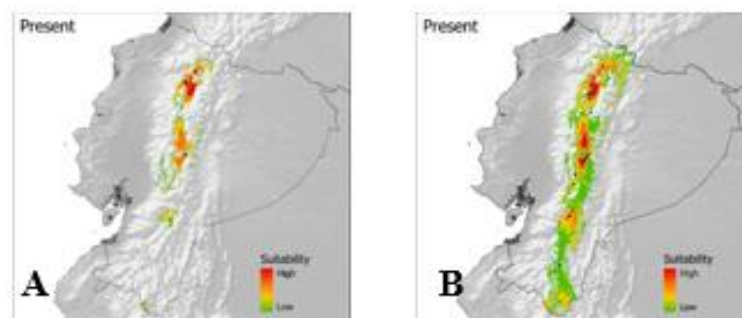 Present
Suitability
High
Low
A
Present
Suitability
High
Low
B